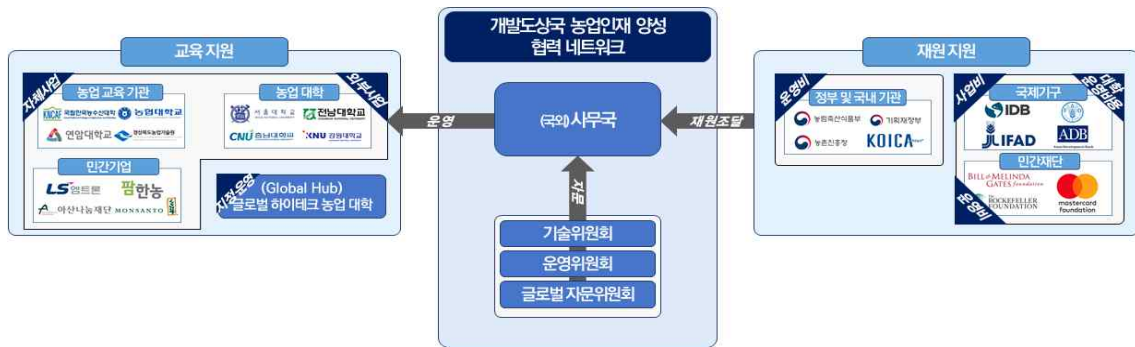 교육 지원
자체사업
외부사업
농업 교육 기관
KNCAF 국립한국농수산대학
농협대학교
연암대학교
경상북도농업기술원
농업 대학
서울대학교
전남대학교
CNU 충남대학교
KNU 강원대학교
민간기업
LS엠트론
팜한농
아산나눔재단
MONSANTO
지정·운영
(Global Hub)
글로벌 하이테크 농업 대학
운영
개발도상국 농업인재 양성
협력 네트워크
(국외) 사무국
자문
기술위원회
운영위원회
글로벌 자문위원회
재원조달
재원 지원
운영비
정부 및 국내 기관
농림축산식품부
기획재정부
농촌진흥청
KOICA
사업비
대학
운영비용
국제기구
IDB
IFAD
ADB
민간재단
BILL & MELINDA
GATES foundation
ROCKEFELLER
FOUNDATION
mastercard
foundation
운영비